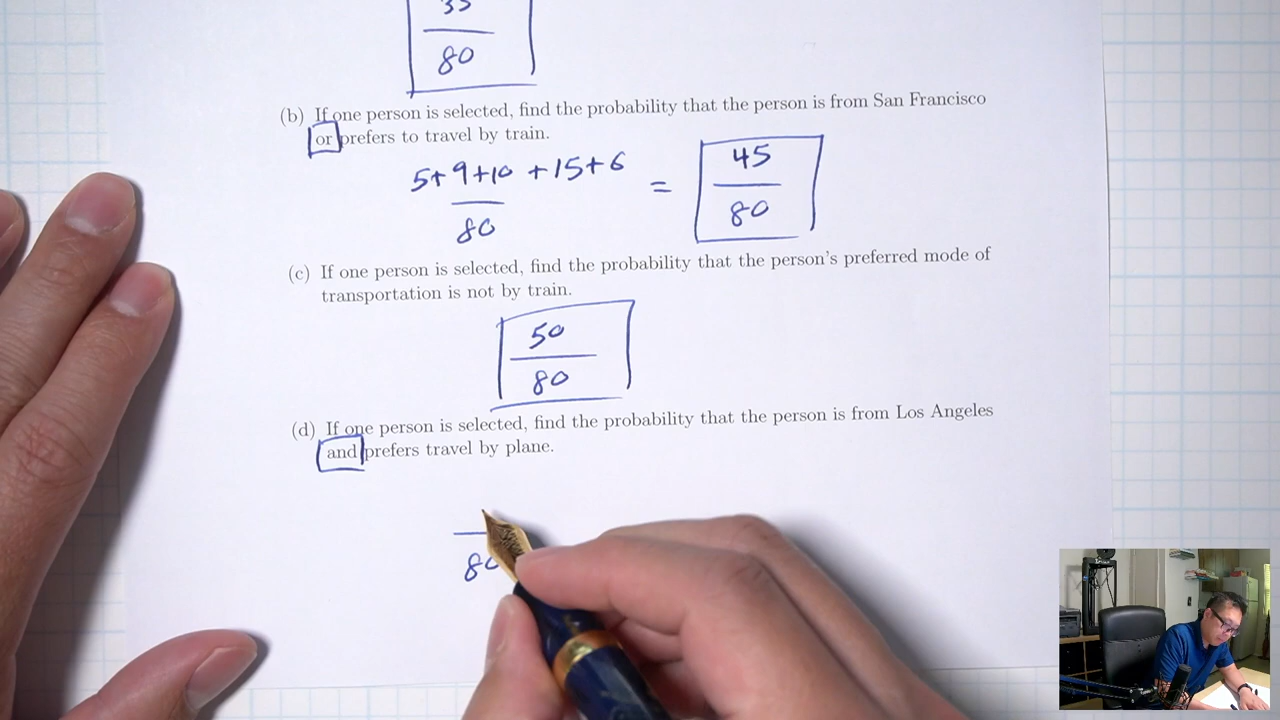 80
(b) If one person is selected, find the probability that the person is from San Francisco
or prefers to travel by train.
5+9+10 +15+6
80
=
45
80
(c) If one person is selected, find the probability that the person's preferred mode of
transportation is not by train.
50
80
(d) If one person is selected, find the probability that the person is from Los Angeles
and prefers travel by plane.